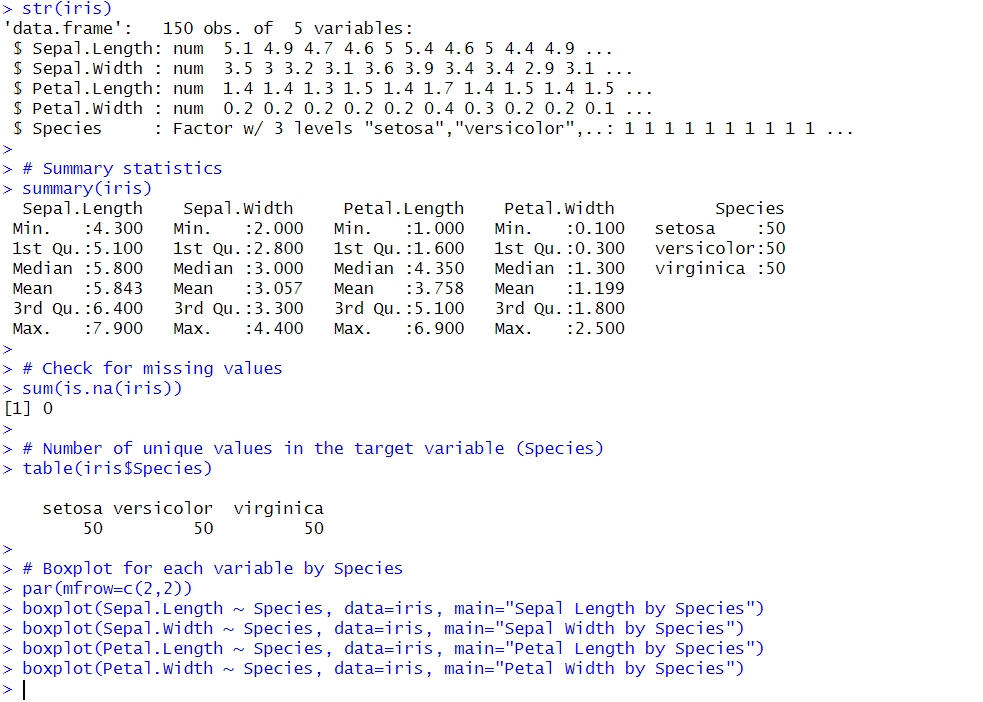 > str(iris)
'data.frame':   150 obs. of  5 variables:
 $ Sepal.Length: num  5.1 4.9 4.7 4.6 5 5.4 4.6 5 4.4 4.9 ...
 $ Sepal.Width : num  3.5 3 3.2 3.1 3.6 3.9 3.4 3.4 2.9 3.1 ...
 $ Petal.Length: num  1.4 1.4 1.3 1.5 1.4 1.7 1.4 1.5 1.4 1.5 ...
 $ Petal.Width : num  0.2 0.2 0.2 0.2 0.2 0.4 0.3 0.2 0.2 0.1 ...
 $ Species     : Factor w/ 3 levels "setosa","versicolor",..: 1 1 1 1 1 1 1 1 1 1 ...
>
> # Summary statistics
> summary(iris)
  Sepal.Length    Sepal.Width     Petal.Length    Petal.Width          Species
 Min.   :4.300   Min.   :2.000   Min.   :1.000   Min.   :0.100   setosa    :50
 1st Qu.:5.100   1st Qu.:2.800   1st Qu.:1.600   1st Qu.:0.300   versicolor:50
 Median :5.800   Median :3.000   Median :4.350   Median :1.300   virginica :50
 Mean   :5.843   Mean   :3.057   Mean   :3.758   Mean   :1.199
 3rd Qu.:6.400   3rd Qu.:3.300   3rd Qu.:5.100   3rd Qu.:1.800
 Max.   :7.900   Max.   :4.400   Max.   :6.900   Max.   :2.500
>
> # Check for missing values
> sum(is.na(iris))
[1] 0
>
> # Number of unique values in the target variable (Species)
> table(iris$Species)

    setosa versicolor  virginica
        50         50         50
>
> # Boxplot for each variable by Species
> par(mfrow=c(2,2))
> boxplot(Sepal.Length ~ Species, data=iris, main="Sepal Length by Species")
> boxplot(Sepal.Width ~ Species, data=iris, main="Sepal Width by Species")
> boxplot(Petal.Length ~ Species, data=iris, main="Petal Length by Species")
> boxplot(Petal.Width ~ Species, data=iris, main="Petal Width by Species")
>